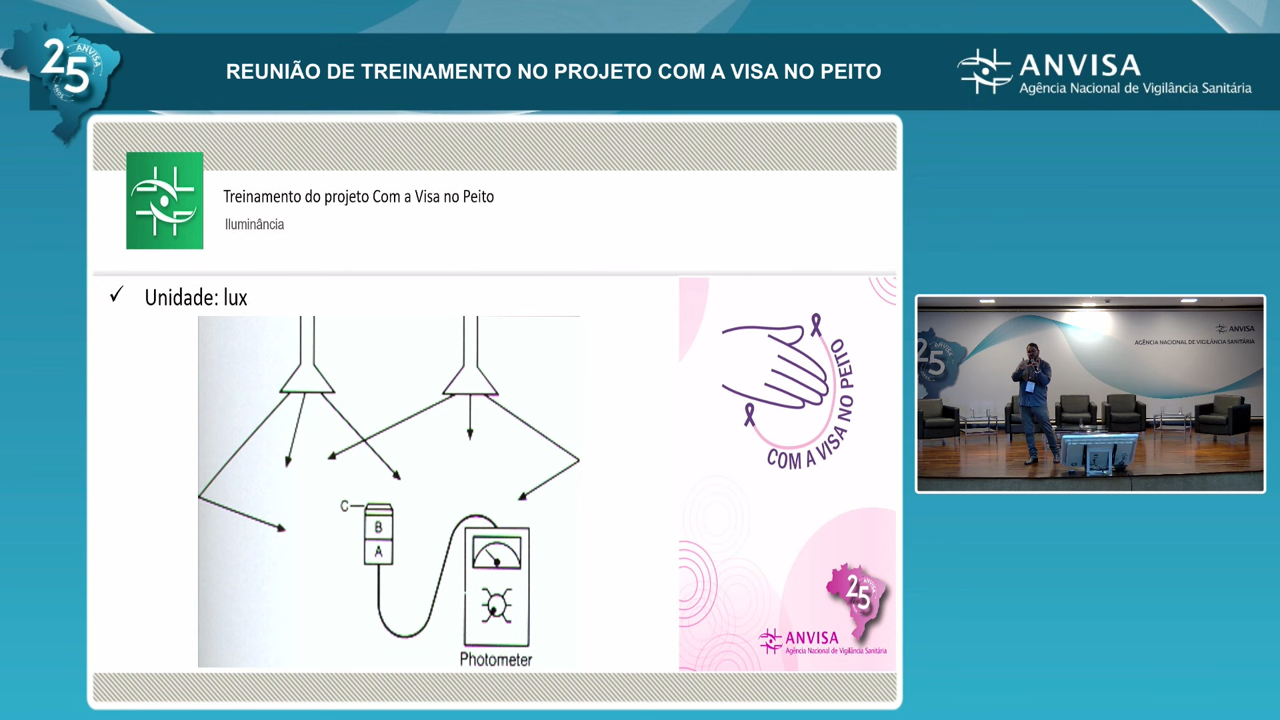 25
ANVISA
ANOS
REUNIÃO DE TREINAMENTO NO PROJETO COM A VISA NO PEITO
ANVISA
Agência Nacional de Vigilância Sanitária
Treinamento do projeto Com a Visa no Peito
Iluminância
✓ Unidade: lux
C
B
A
Photometer
COM A VISA NO PEITO
25
ANVISA
Agência Nacional de Vigilância Sanitária
25
ANVISA
AGÊNCIA NACIONAL DE VIGILÂNCIA SANITÁRIA